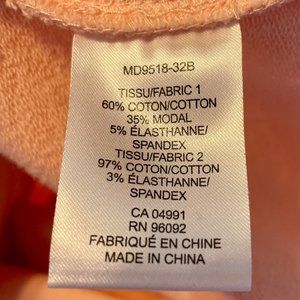 MD9518-32B
TISSU/FABRIC 1
60% COTON/COTTON
35% MODAL
5% ÉLASTHANNE/
SPANDEX
TISSU/FABRIC 2
97% COTON/COTTON
3% ÉLASTHANNE/
SPANDEX
CA 04991
RN 96092
FABRIQUÉ EN CHINE
MADE IN CHINA